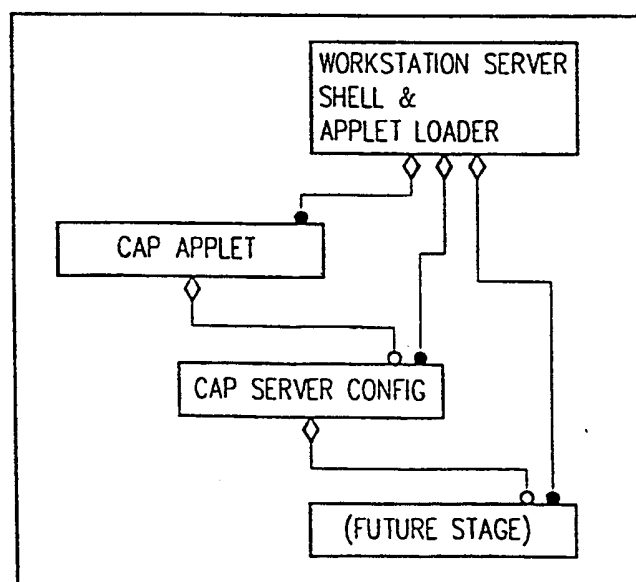 WORKSTATION SERVER
SHELL &
APPLET LOADER
CAP APPLET
CAP SERVER CONFIG
(FUTURE STAGE)